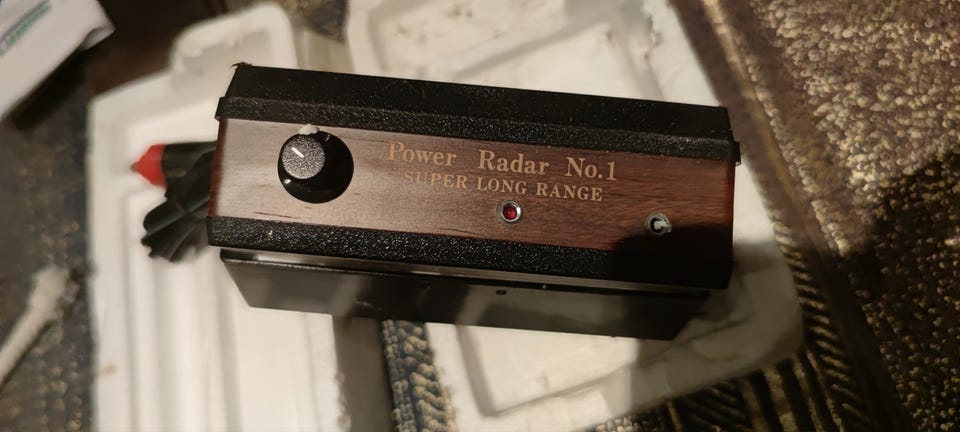 Power Radar No.1
SUPER LONG RANGE